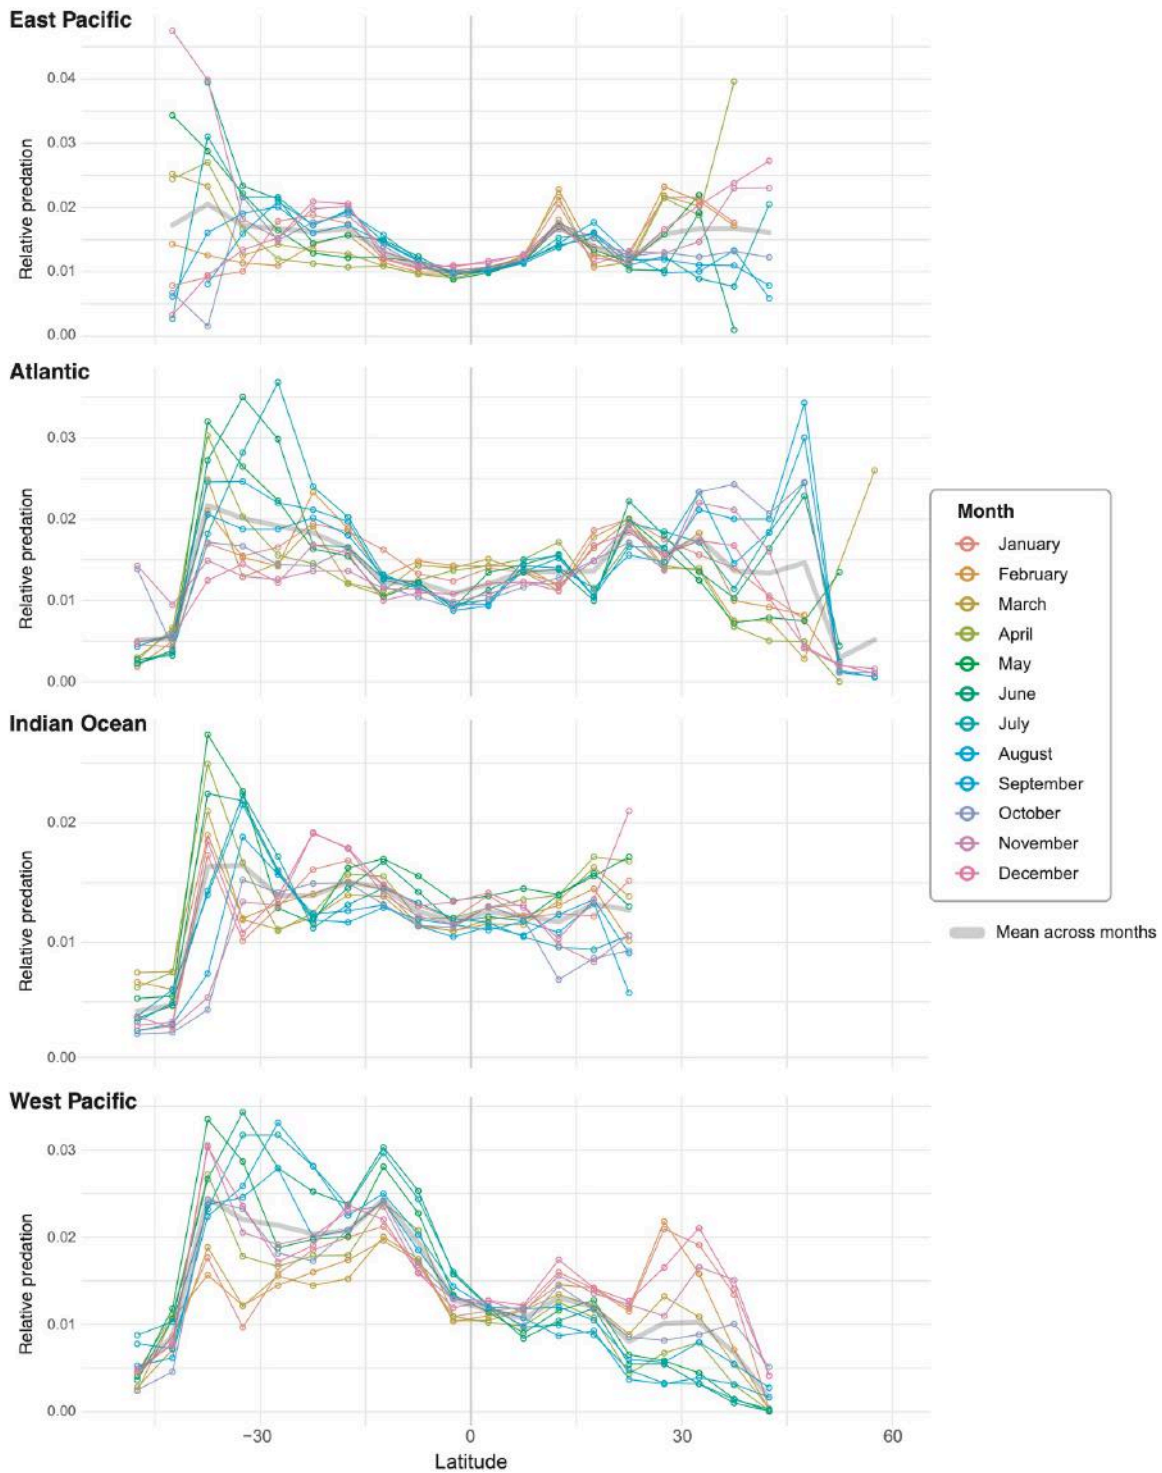 East Pacific
0.04
0.03
0.02
0.01
0.00
Relative predation
Atlantic
0.03
0.02
0.01
0.00
Relative predation
Indian Ocean
0.02
0.01
0.00
Relative predation
West Pacific
0.03
0.02
0.01
0.00
Relative predation
−30
0
30
60
Latitude
Month
January
February
March
April
May
June
July
August
September
October
November
December
Mean across months